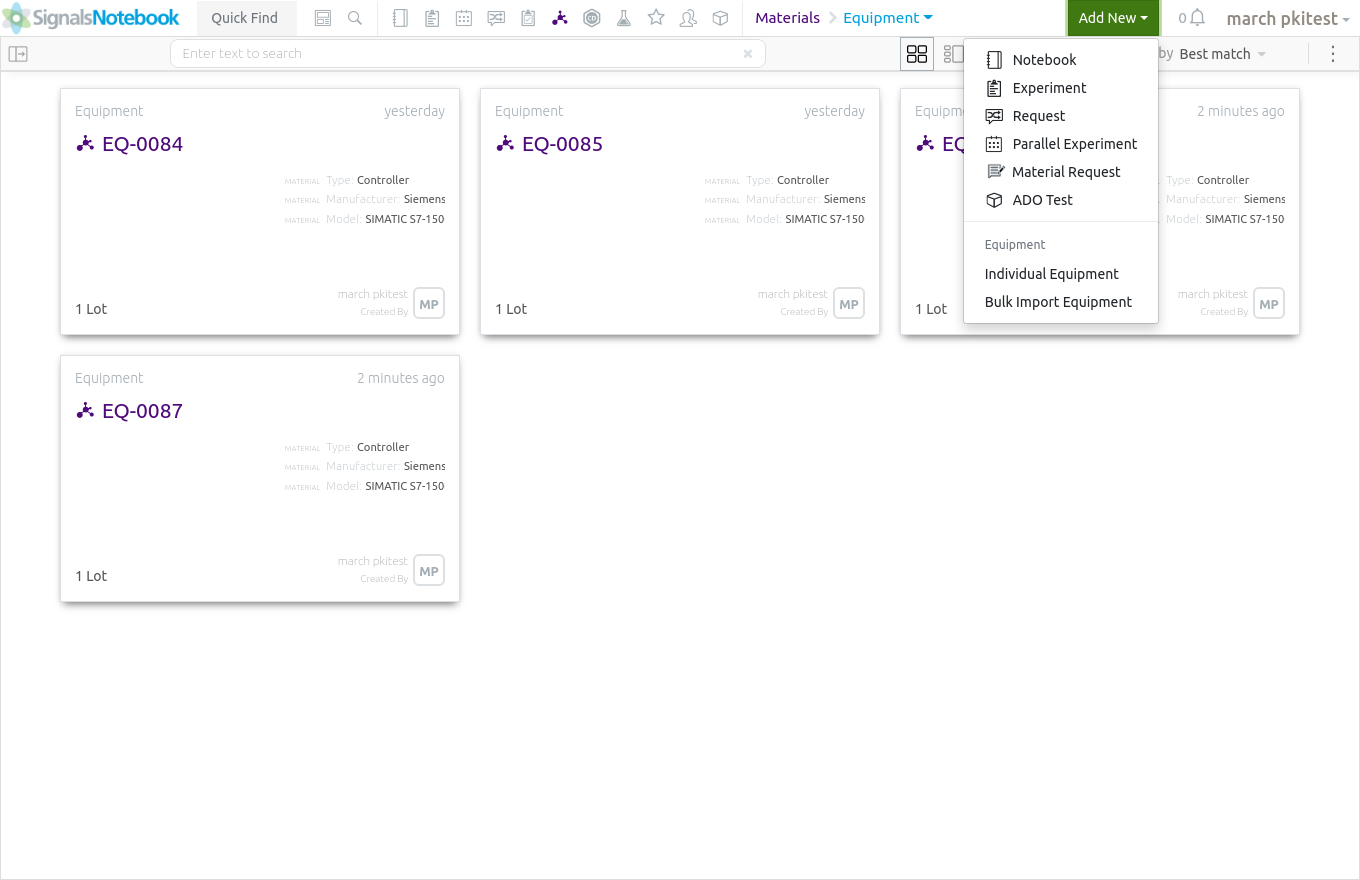 SignalsNotebook Quick Find Materials Equipment Add New 0 march pkitest
Enter text to search by Best match
Notebook
Experiment
Request
Parallel Experiment
Material Request
ADO Test
Equipment
Individual Equipment
Bulk Import Equipment
Equipment yesterday
EQ-0084
MATERIAL Type: Controller
MATERIAL Manufacturer: Siemens
MATERIAL Model: SIMATIC S7-150
march pkitest
Created By
MP
1 Lot
Equipment yesterday
EQ-0085
MATERIAL Type: Controller
MATERIAL Manufacturer: Siemens
MATERIAL Model: SIMATIC S7-150
march pkitest
Created By
MP
1 Lot
2 minutes ago
Type: Controller
Manufacturer: Siemens
Model: SIMATIC S7-150
march pkitest
Created By
MP
1 Lot
Equipment 2 minutes ago
EQ-0087
MATERIAL Type: Controller
MATERIAL Manufacturer: Siemens
MATERIAL Model: SIMATIC S7-150
march pkitest
Created By
MP
1 Lot